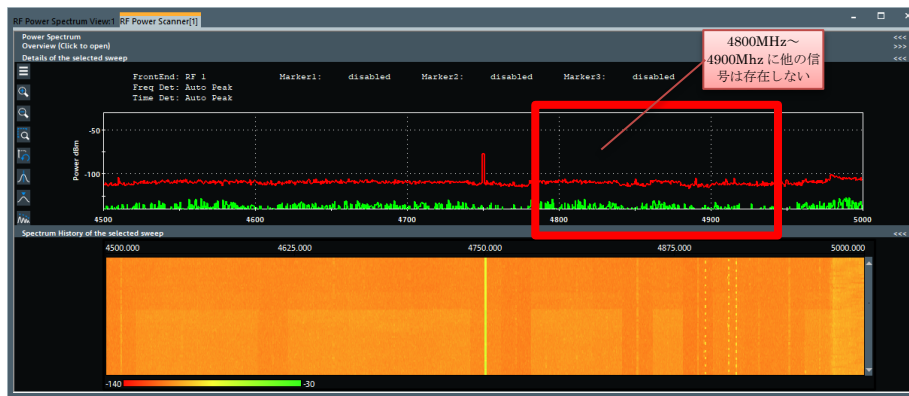 RF Power Spectrum View:1 RF Power Scanner[1]
Power Spectrum <<<
Overview (Click to open) >>>
Details of the selected sweep <<<
4800MHz～
4900Mhz に他の信
号は存在しない
FrontEnd: RF 1 Marker1: disabled Marker2: disabled Marker3: disabled
Freq Det: Auto Peak
Time Det: Auto Peak
Power dBm
-50
-100
4500 4600 4700 4800 4900 5000
Spectrum History of the selected sweep <<<
4500.000 4625.000 4750.000 4875.000 5000.000
-140 -30